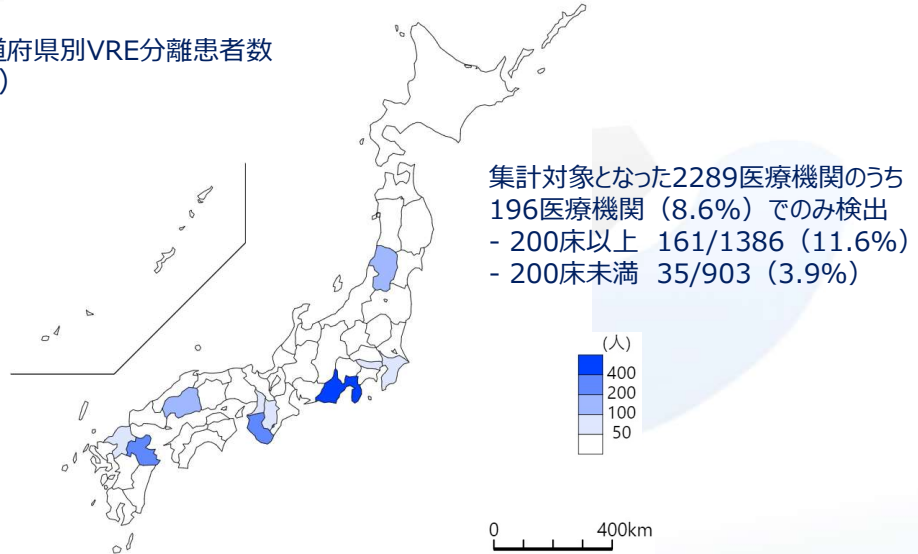 府県別VRE分離患者数
)
集計対象となった2289医療機関のうち
196医療機関（8.6%）でのみ検出
- 200床以上 161/1386（11.6%）
- 200床未満 35/903（3.9%）
(人)
400
200
100
50
0 400km